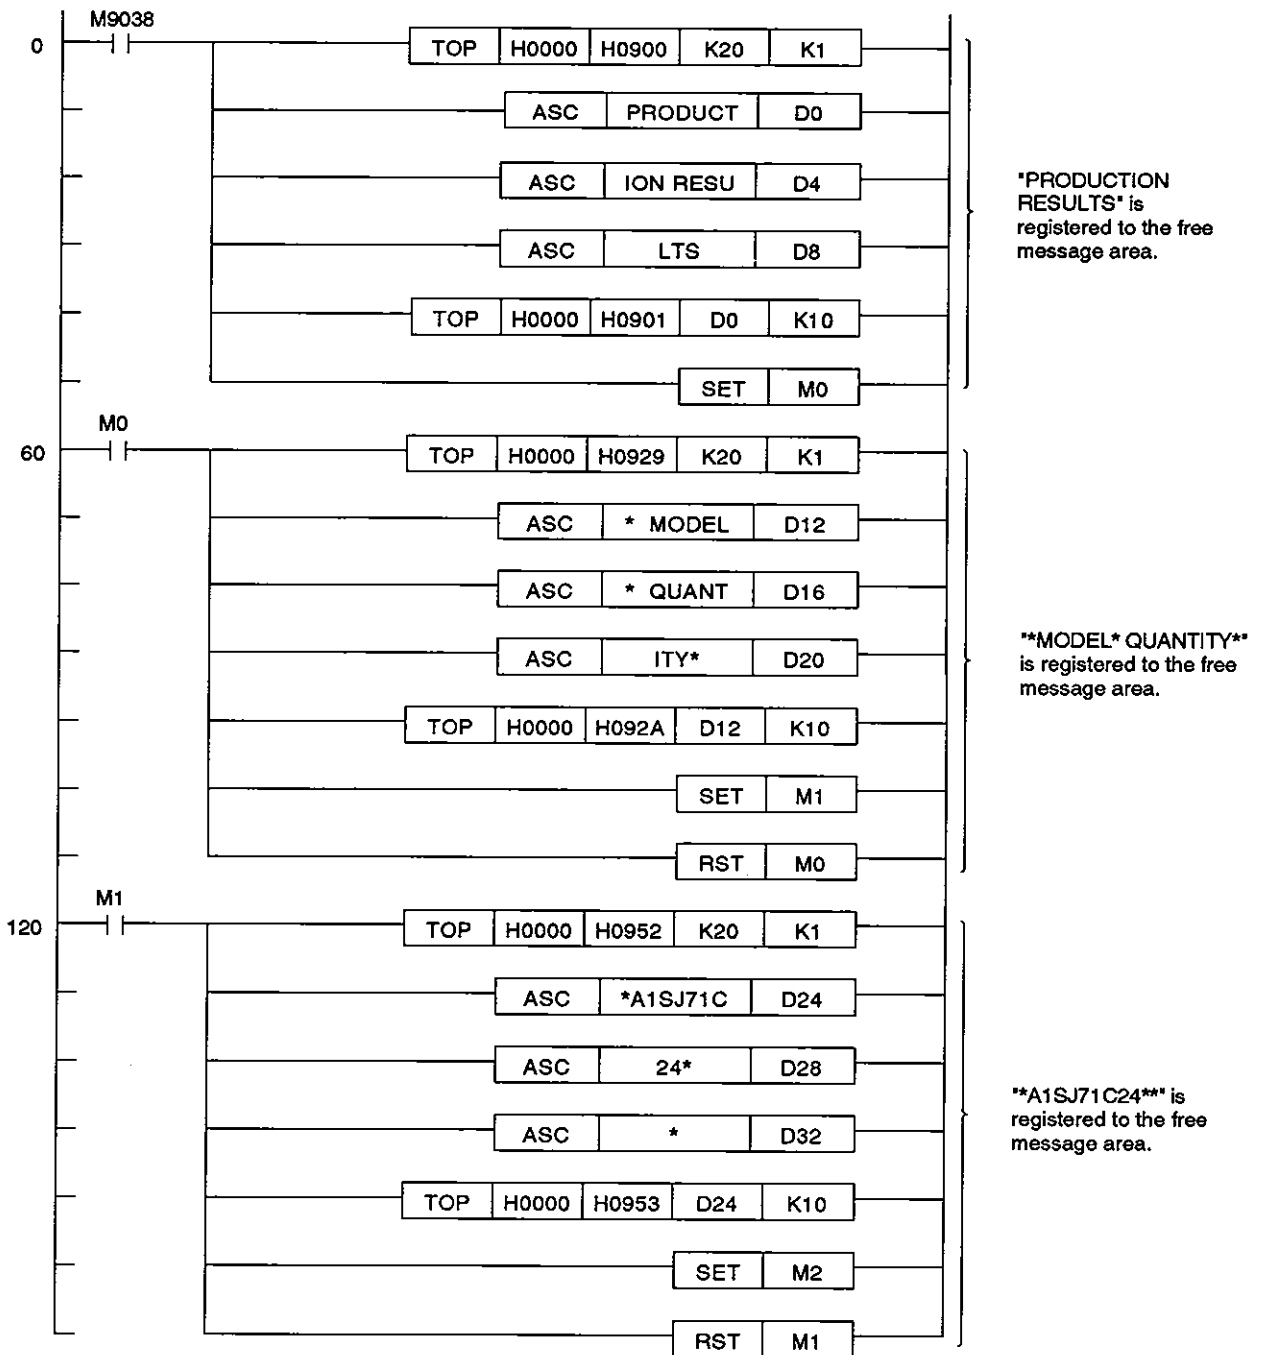 M9038
0
TOP H0000 H0900 K20 K1
ASC PRODUCT D0
ASC ION RESU D4
ASC LTS D8
TOP H0000 H0901 D0 K10
SET M0
"PRODUCTION
RESULTS" is
registered to the free
message area.
M0
60
TOP H0000 H0929 K20 K1
ASC * MODEL D12
ASC * QUANT D16
ASC ITY* D20
TOP H0000 H092A D12 K10
SET M1
RST M0
"*MODEL* QUANTITY*"
is registered to the free
message area.
M1
120
TOP H0000 H0952 K20 K1
ASC *A1SJ71C D24
ASC 24* D28
ASC * D32
TOP H0000 H0953 D24 K10
SET M2
RST M1
"*A1SJ71C24**" is
registered to the free
message area.